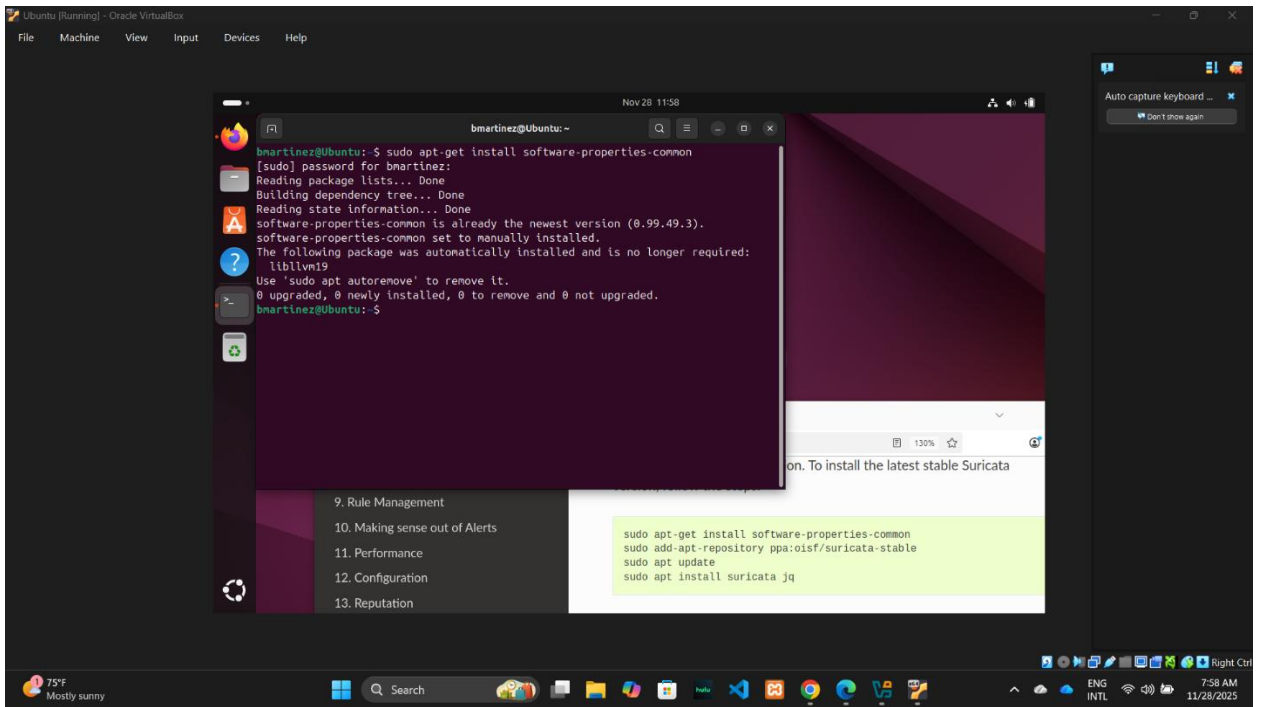 Ubuntu [Running] - Oracle VirtualBox
File Machine View Input Devices Help
Auto capture keyboard ...
Don't show again
Nov 28 11:58
bmartinez@Ubuntu: ~
bmartinez@Ubuntu:~$ sudo apt-get install software-properties-common
[sudo] password for bmartinez:
Reading package lists... Done
Building dependency tree... Done
Reading state information... Done
software-properties-common is already the newest version (0.99.49.3).
software-properties-common set to manually installed.
The following package was automatically installed and is no longer required:
libllvm19
Use 'sudo apt autoremove' to remove it.
0 upgraded, 0 newly installed, 0 to remove and 0 not upgraded.
bmartinez@Ubuntu:~$
130%
on. To install the latest stable Suricata
9. Rule Management
10. Making sense out of Alerts
11. Performance
12. Configuration
13. Reputation
sudo apt-get install software-properties-common
sudo add-apt-repository ppa:oisf/suricata-stable
sudo apt update
sudo apt install suricata jq
Right Ctrl
1
75°F
Mostly sunny
Search
hulu
ENG
INTL
7:58 AM
11/28/2025